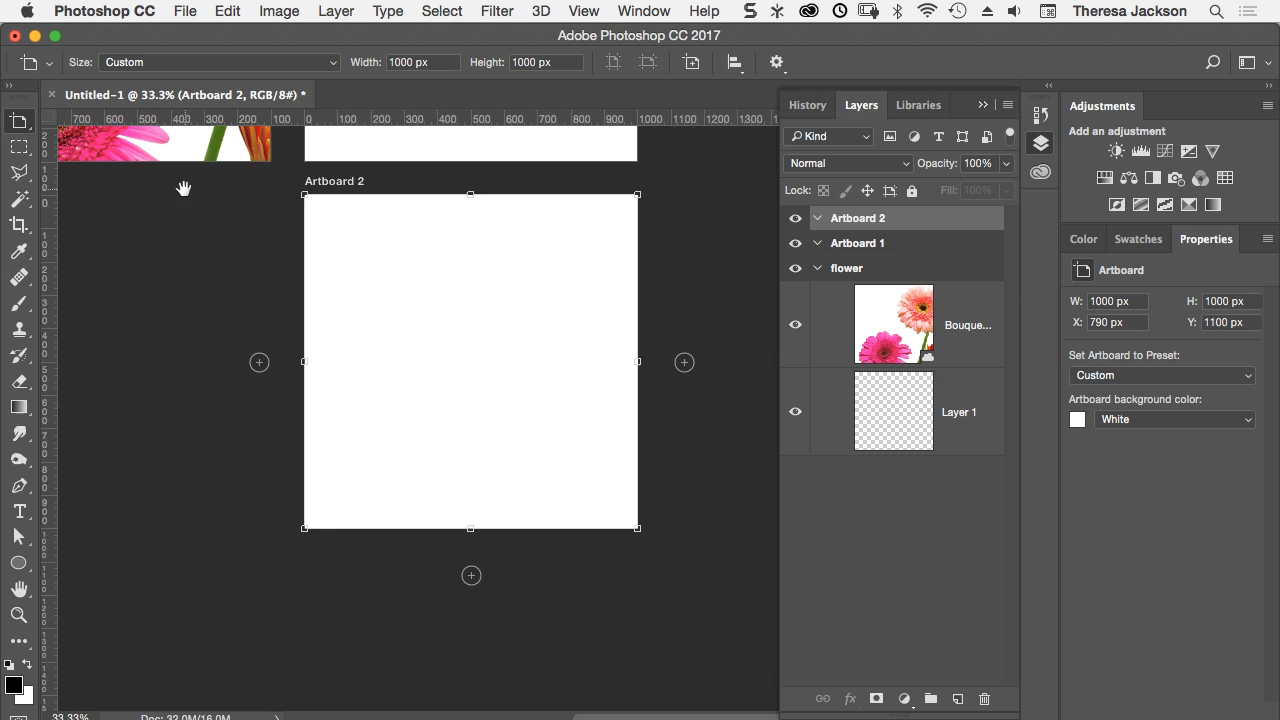 Photoshop CC File Edit Image Layer Type Select Filter 3D View Window Help Theresa Jackson
Adobe Photoshop CC 2017
Size: Custom Width: 1000 px Height: 1000 px
× Untitled-1 @ 33.3% (Artboard 2, RGB/8#) *
700 600 500 400 300 200 100 0 100 200 300 400 500 600 700 800 900 1000 1100 1200 1300
History Layers Libraries
Kind
Normal Opacity: 100%
Lock: Fill: 100%
Artboard 2
Artboard 1
flower
Bouque...
Layer 1
Artboard 2
Adjustments
Add an adjustment
Color Swatches Properties
Artboard
W: 1000 px H: 1000 px
X: 790 px Y: 1100 px
Set Artboard to Preset:
Custom
Artboard background color:
White
33.33% Doc: 32.0M/16.0M